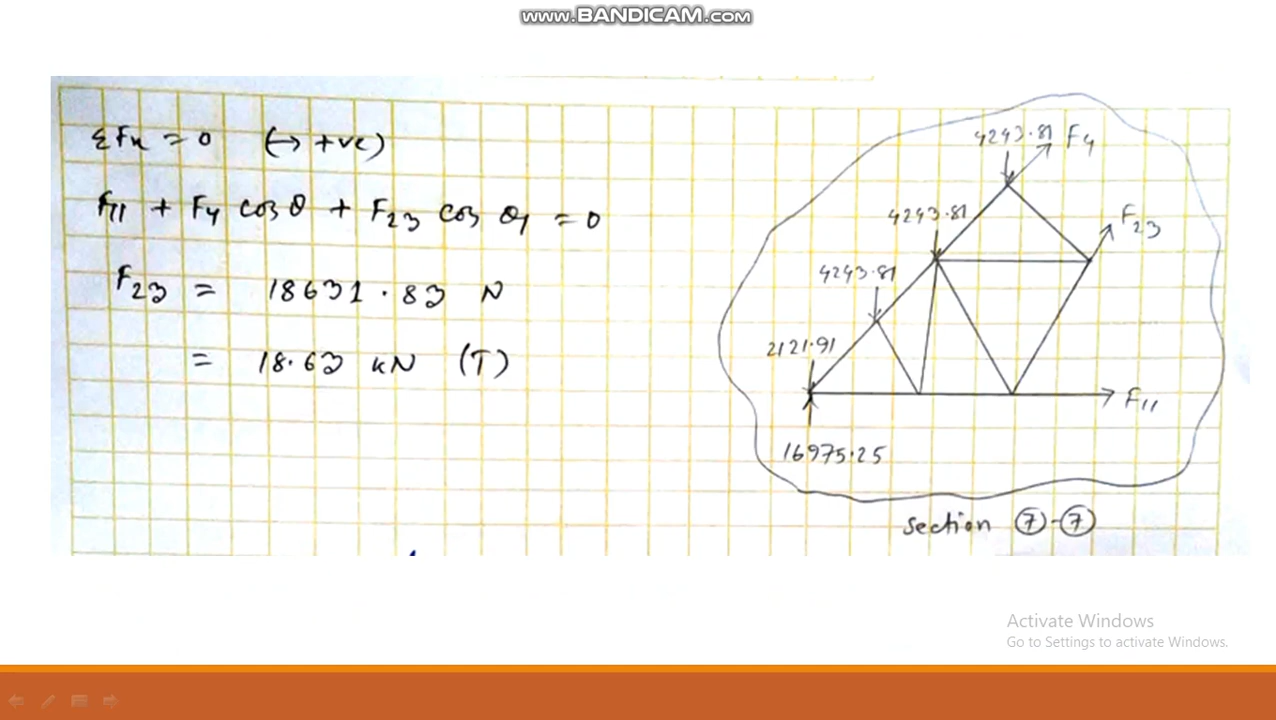 www.BANDICAM.com
ΣFx = 0 (→ +ve)
F11 + F4 cos θ + F23 cos θ1 = 0
F23 = 18631.83 N
= 18.63 kN (T)
4243.81 F4
4243.81
F23
4243.81
2121.91
F11
16975.25
section 7-7
Activate Windows
Go to Settings to activate Windows.